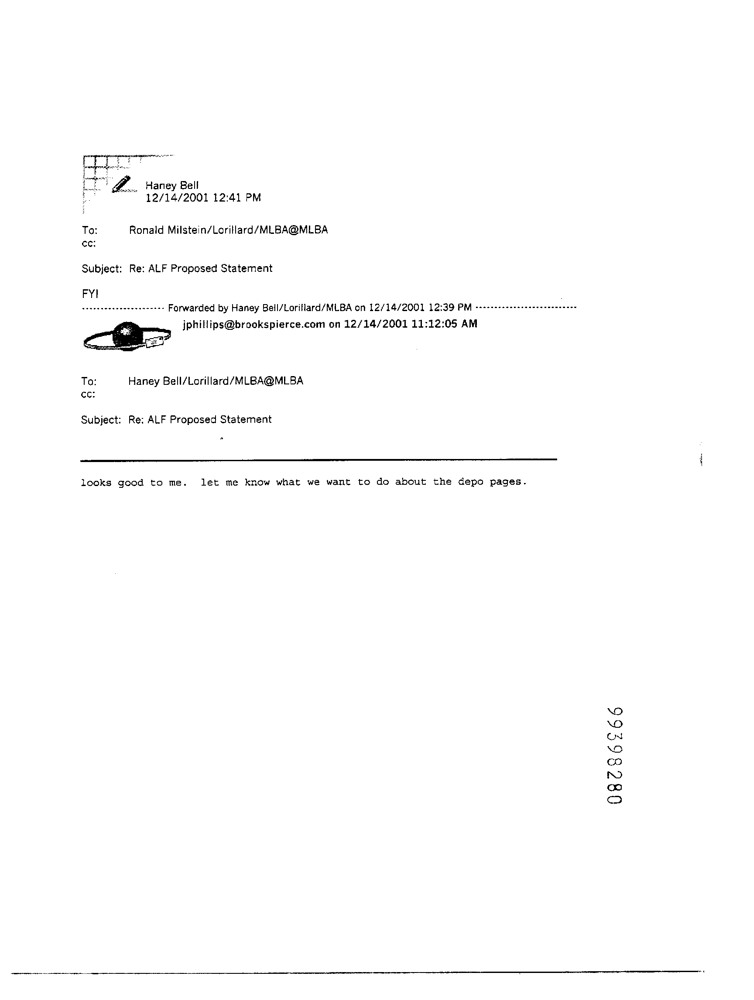 Haney Bell
12/14/2001 12:41 PM
To: Ronald Milstein/Lorillard/MLBA@MLBA
cc:
Subject: Re: ALF Proposed Statement
FYI
---------------------- Forwarded by Haney Bell/Lorillard/MLBA on 12/14/2001 12:39 PM ---------------------------
jphillips@brookspierce.com on 12/14/2001 11:12:05 AM
To: Haney Bell/Lorillard/MLBA@MLBA
cc:
Subject: Re: ALF Proposed Statement
looks good to me. let me know what we want to do about the depo pages.
99398280